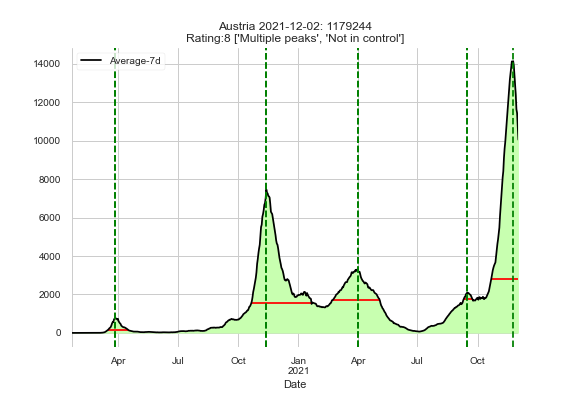 Austria 2021-12-02: 1179244
Rating:8 ['Multiple peaks', 'Not in control']
Average-7d
14000
12000
10000
8000
6000
4000
2000
0
Apr Jul Oct Jan Apr Jul Oct
2021
Date